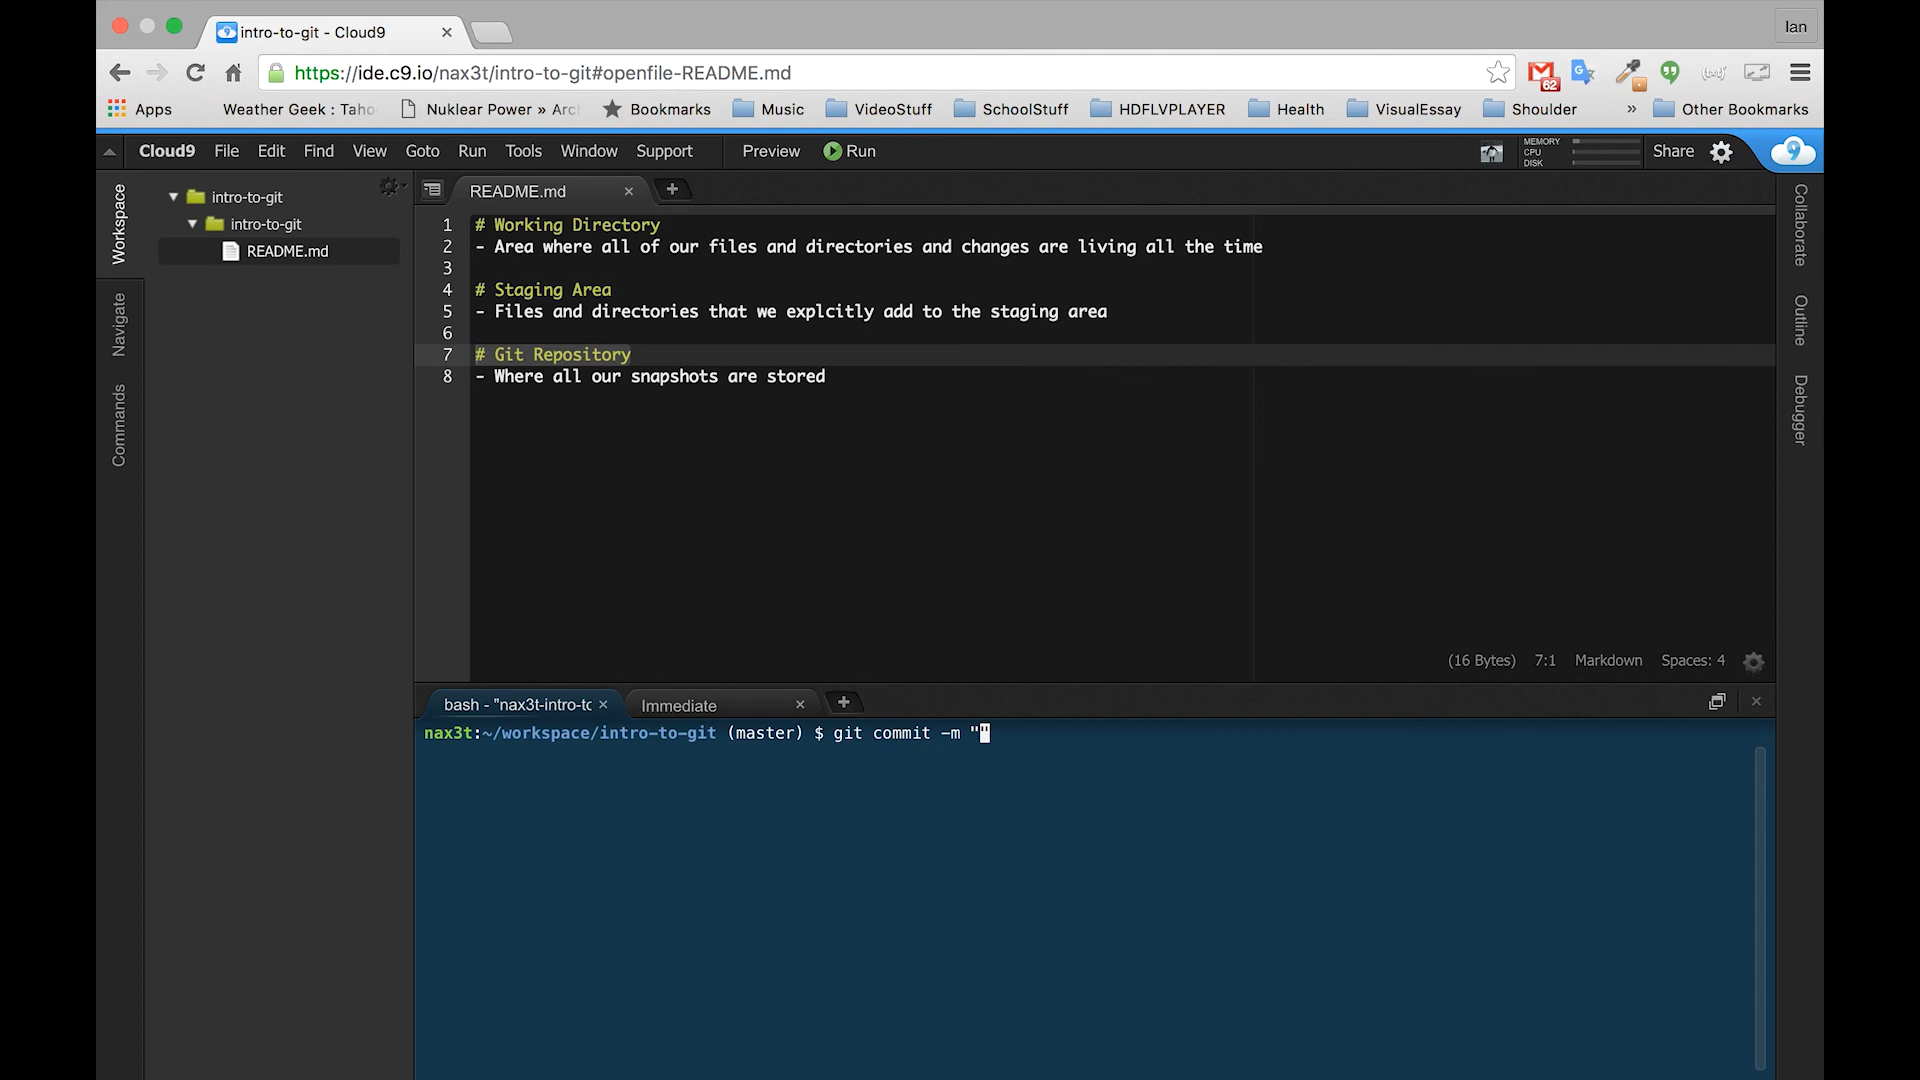 intro-to-git - Cloud9
Ian
https://ide.c9.io/nax3t/intro-to-git#openfile-README.md
62
Apps Weather Geek : Taho Nuklear Power » Arc Bookmarks Music VideoStuff SchoolStuff HDFLVPLAYER Health VisualEssay Shoulder » Other Bookmarks
Cloud9 File Edit Find View Goto Run Tools Window Support Preview Run
MEMORY
CPU
DISK
Share
9
Workspace
Navigate
Commands
intro-to-git
intro-to-git
README.md
README.md
1 # Working Directory
2 - Area where all of our files and directories and changes are living all the time
3
4 # Staging Area
5 - Files and directories that we explcitly add to the staging area
6
7 # Git Repository
8 - Where all our snapshots are stored
(16 Bytes) 7:1 Markdown Spaces: 4
Collaborate
Outline
Debugger
bash - "nax3t-intro-to Immediate
nax3t:~/workspace/intro-to-git (master) $ git commit -m ""